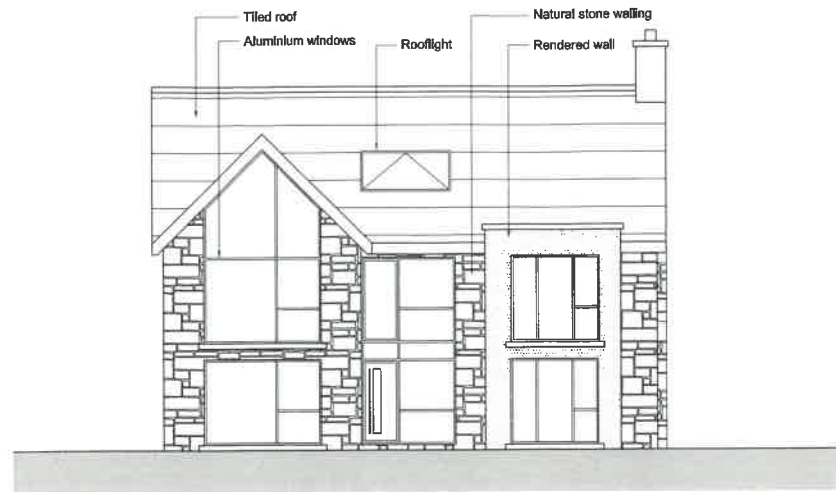 Tiled roof
Aluminium windows
Rooflight
Natural stone walling
Rendered wall